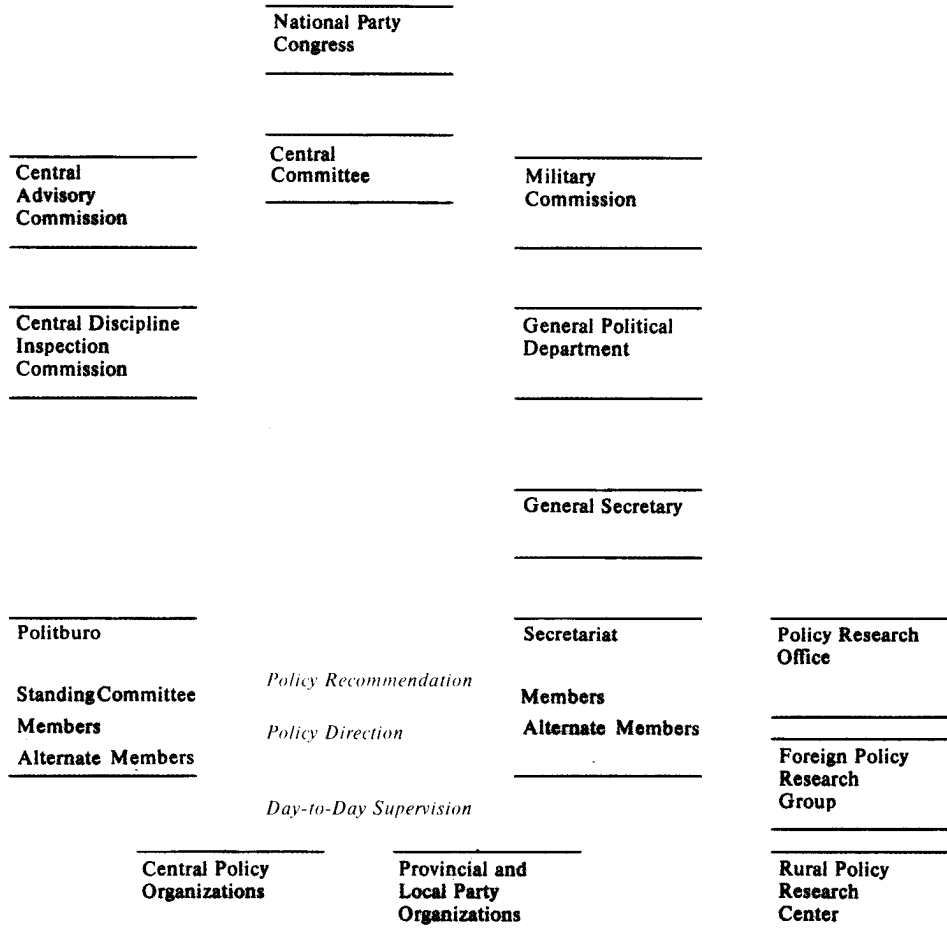 National Party
Congress
Central
Committee
Central
Advisory
Commission
Military
Commission
Central Discipline
Inspection
Commission
General Political
Department
General Secretary
Politburo
Standing Committee
Members
Alternate Members
Policy Recommendation
Policy Direction
Day-to-Day Supervision
Secretariat
Members
Alternate Members
Policy Research
Office
Foreign Policy
Research
Group
Central Policy
Organizations
Provincial and
Local Party
Organizations
Rural Policy
Research
Center